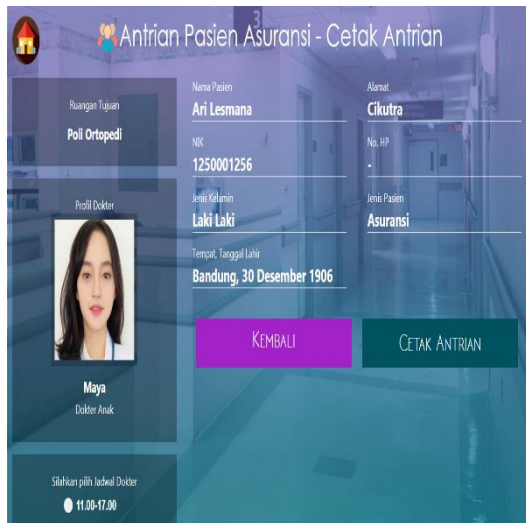 Antrian Pasien Asuransi - Cetak Antrian
Ruangan Tujuan
Poli Ortopedi
Profil Dokter
Maya
Dokter Anak
Silahkan pilih Jadwal Dokter
11.00-17.00
Nama Pasien
Ari Lesmana
Alamat
Cikutra
NIK
1250001256
No. HP
-
Jenis Kelamin
Laki Laki
Jenis Pasien
Asuransi
Tempat, Tanggal Lahir
Bandung, 30 Desember 1906
KEMBALI
CETAK ANTRIAN
3